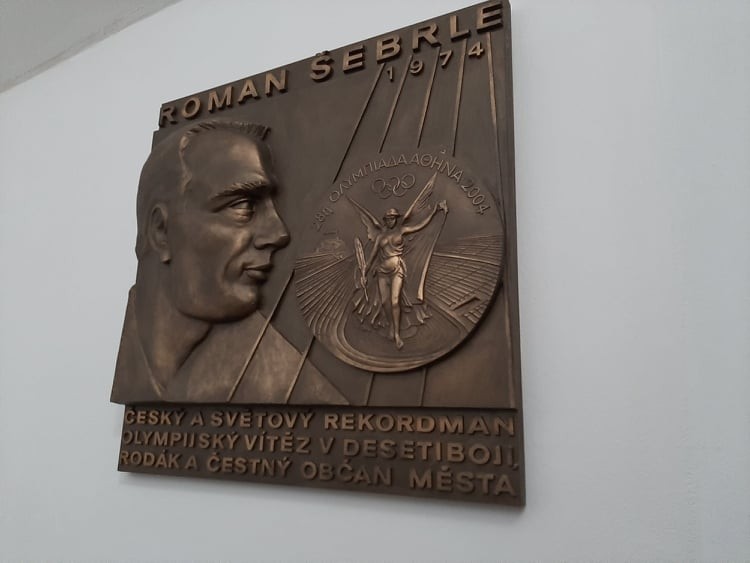 ROMAN ŠEBRLE
1974
28η ΟΛΥΜΠΙΑΔΑ ΑΘΗΝΑ 2004
ČESKÝ A SVĚTOVÝ REKORDMAN
OLYMPIJSKÝ VÍTĚZ V DESETIBOJI,
RODÁK A ČESTNÝ OBČAN MĚSTA